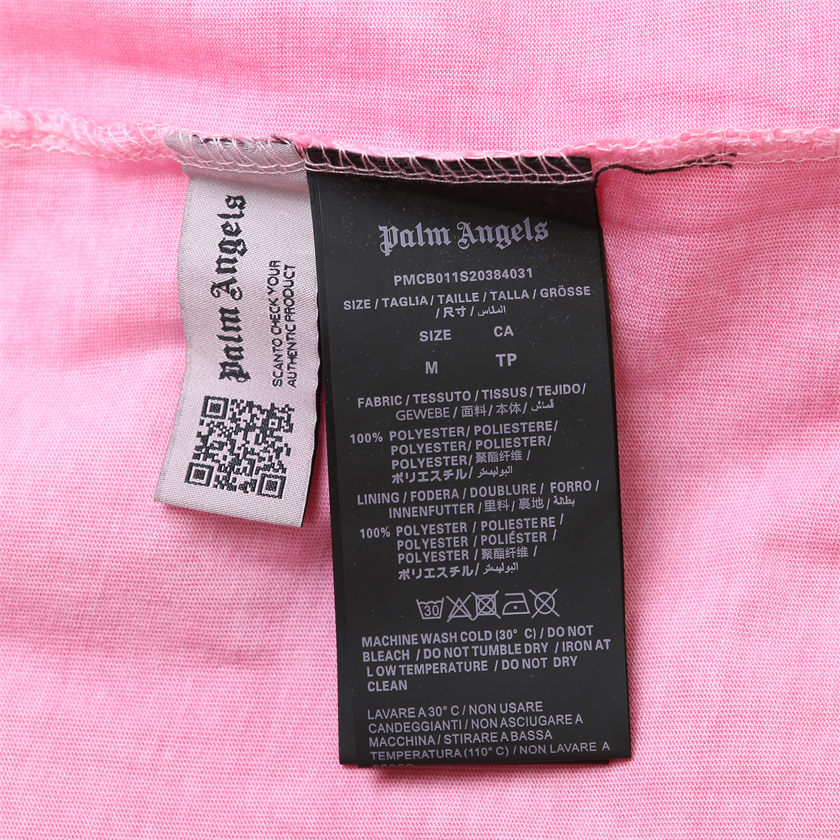 Palm Angels
SCANTO CHECK YOUR
AUTHENTIC PRODUCT
Palm Angels
PMCB011S20384031
SIZE / TAGLIA / TAILLE / TALLA / GRÖSSE
/ 尺寸 / المقاس
SIZE CA
M TP
FABRIC / TESSUTO / TISSUS / TEJIDO /
GEWEBE / 面料 / 本体 / قماش
100% POLYESTER/ POLIESTERE/
POLYESTER/ POLIESTER/
POLYESTER/ 聚酯纤维/
ポリエステル/ البوليستر
LINING / FODERA / DOUBLURE / FORRO /
INNENFUTTER / 里料 / 裏地 / بطانة
100% POLYESTER / POLIESTERE /
POLYESTER / POLIÉSTER /
POLYESTER / 聚酯纤维 /
ポリエステル/ البوليستر
30
MACHINE WASH COLD (30° C) / DO NOT
BLEACH / DO NOT TUMBLE DRY / IRON AT
LOW TEMPERATURE / DO NOT DRY
CLEAN
LAVARE A 30° C / NON USARE
CANDEGGIANTI / NON ASCIUGARE A
MACCHINA / STIRARE A BASSA
TEMPERATURA (110° C) / NON LAVARE A
SECCO